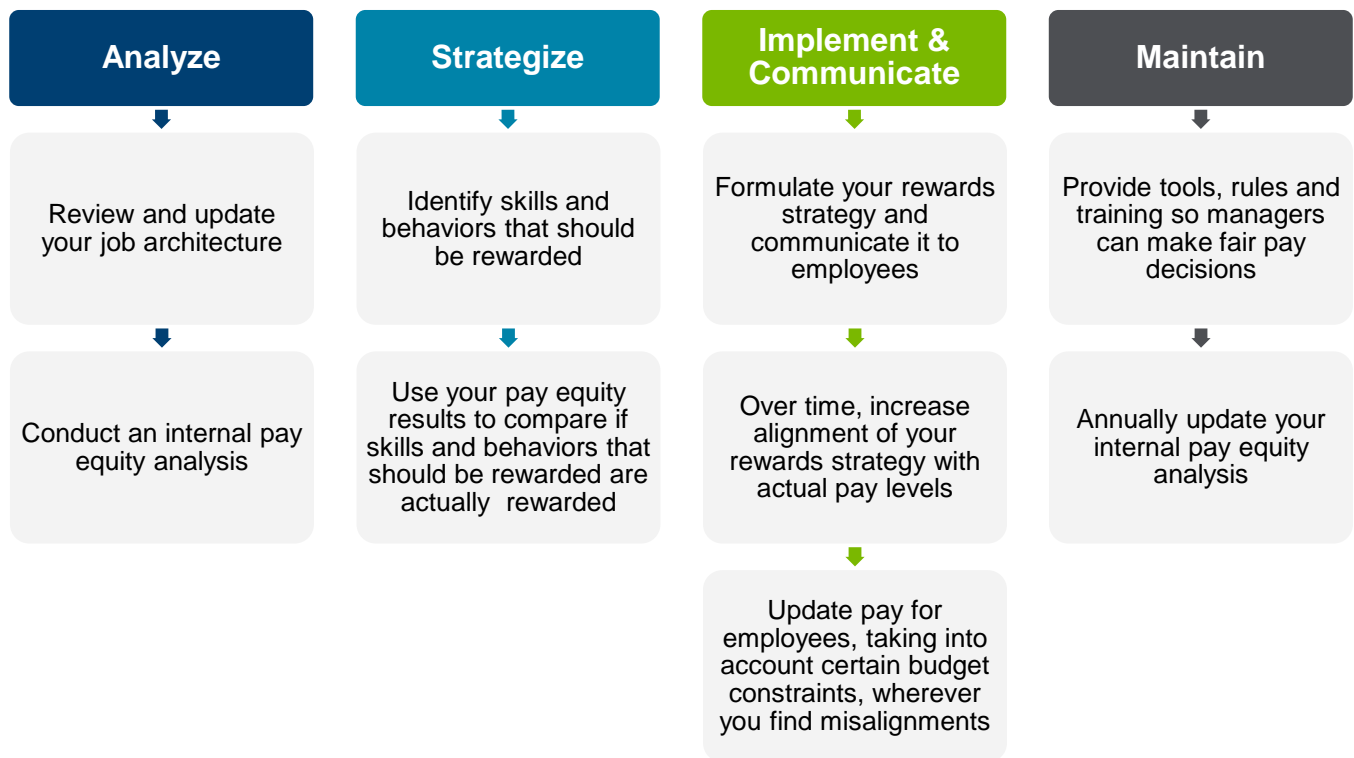 Analyze
Review and update
your job architecture
Conduct an internal pay
equity analysis
Strategize
Identify skills and
behaviors that should
be rewarded
Use your pay equity
results to compare if
skills and behaviors that
should be rewarded are
actually  rewarded
Implement &
Communicate
Formulate your rewards
strategy and
communicate it to
employees
Over time, increase
alignment of your
rewards strategy with
actual pay levels
Update pay for
employees, taking into
account certain budget
constraints, wherever
you find misalignments
Maintain
Provide tools, rules and
training so managers
can make fair pay
decisions
Annually update your
internal pay equity
analysis